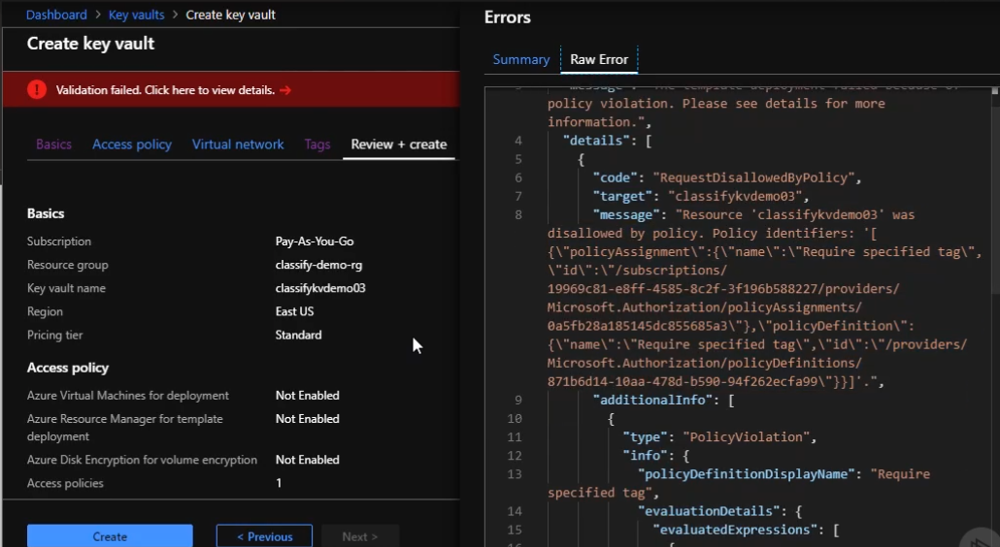 Dashboard > Key vaults > Create key vault
Create key vault
! Validation failed. Click here to view details. →
Basics Access policy Virtual network Tags Review + create
Basics
Subscription Pay-As-You-Go
Resource group classify-demo-rg
Key vault name classifykvdemo03
Region East US
Pricing tier Standard
Access policy
Azure Virtual Machines for deployment Not Enabled
Azure Resource Manager for template Not Enabled
deployment
Azure Disk Encryption for volume encryption Not Enabled
Access policies 1
Create < Previous Next >
Errors
Summary Raw Error
policy violation. Please see details for more
information.",
4 "details": [
5 {
6 "code": "RequestDisallowedByPolicy",
7 "target": "classifykvdemo03",
8 "message": "Resource 'classifykvdemo03' was
disallowed by policy. Policy identifiers: '[
{\"policyAssignment\":{\"name\":\"Require specified tag\",
\"id\":\"/subscriptions/
19969c81-e8ff-4585-8c2f-3f196b588227/providers/
Microsoft.Authorization/policyAssignments/
0a5fb28a185145dc855685a3\"},\"policyDefinition\":
{\"name\":\"Require specified tag\",\"id\":\"/providers/
Microsoft.Authorization/policyDefinitions/
871b6d14-10aa-478d-b590-94f262ecfa99\"}}]'.",
9 "additionalInfo": [
10 {
11 "type": "PolicyViolation",
12 "info": {
13 "policyDefinitionDisplayName": "Require
specified tag",
14 "evaluationDetails": {
15 "evaluatedExpressions": [